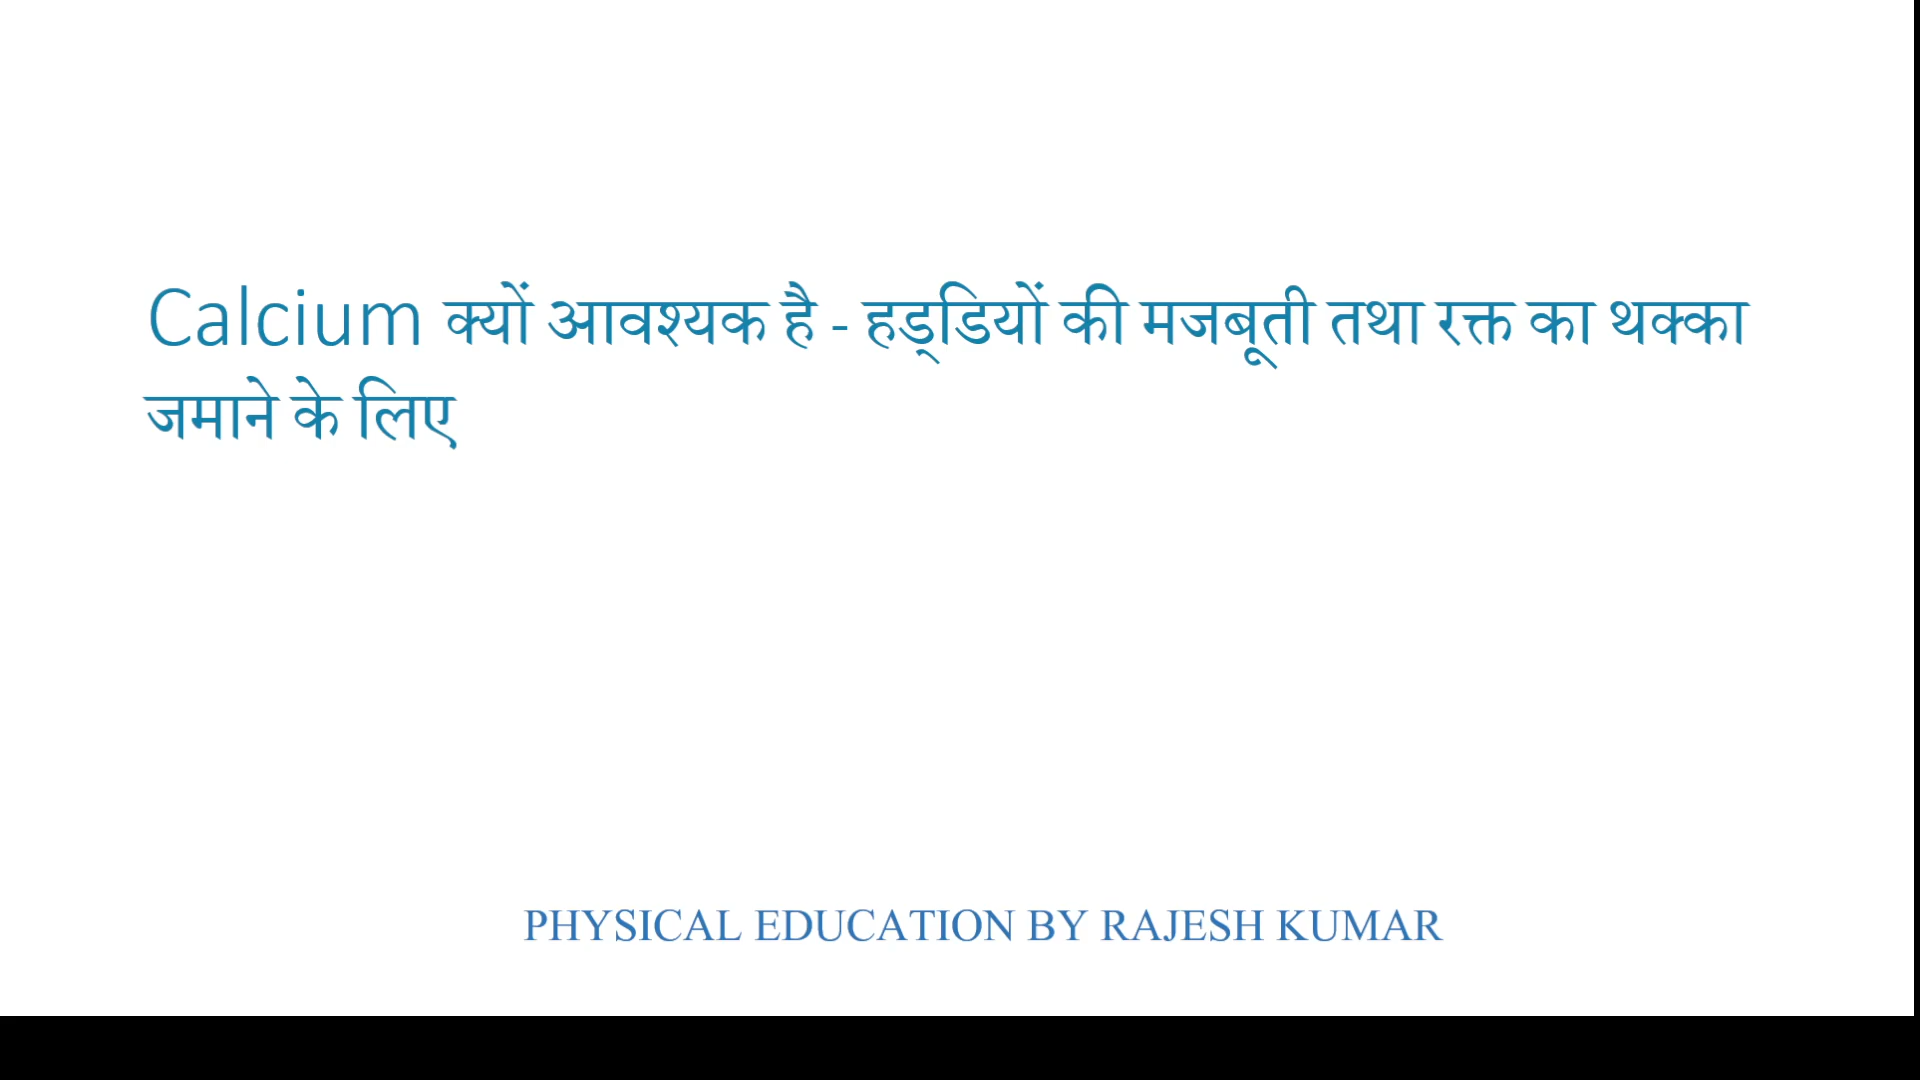 Calcium क्यों आवश्यक है - हड्डियों की मजबूती तथा रक्त का थक्का
जमाने के लिए
PHYSICAL EDUCATION BY RAJESH KUMAR